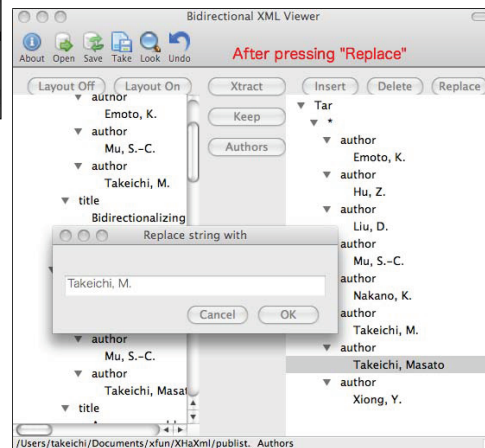 Bidirectional XML Viewer
About Open Save Take Look Undo
After pressing "Replace"
Layout Off Layout On Xtract Insert Delete Replace
Keep
Authors
author
Emoto, K.
author
Mu, S.-C.
author
Takeichi, M.
title
Bidirectionalizing
author
Mu, S.-C.
author
Takeichi, Masat
title
Tar
*
author
Emoto, K.
author
Hu, Z.
author
Liu, D.
author
Mu, S.-C.
author
Nakano, K.
author
Takeichi, M.
author
Takeichi, Masato
author
Xiong, Y.
Replace string with
Takeichi, M.
Cancel OK
/Users/takeichi/Documents/xfun/XHaXml/publist. Authors